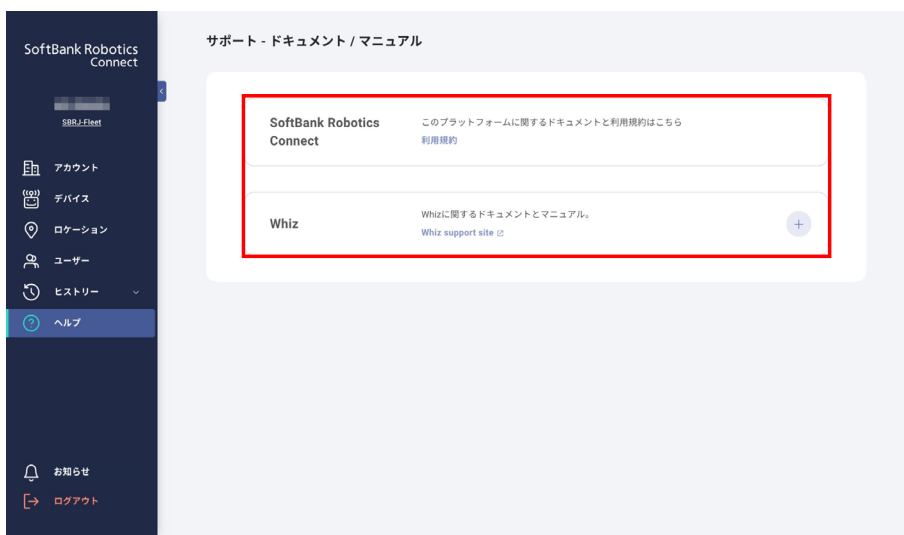 SoftBank Robotics
Connect
SBRJ-Fleet
アカウント
デバイス
ロケーション
ユーザー
ヒストリー
ヘルプ
お知らせ
ログアウト
サポート - ドキュメント / マニュアル
SoftBank Robotics
Connect
このプラットフォームに関するドキュメントと利用規約はこちら
利用規約
Whiz
Whizに関するドキュメントとマニュアル。
Whiz support site